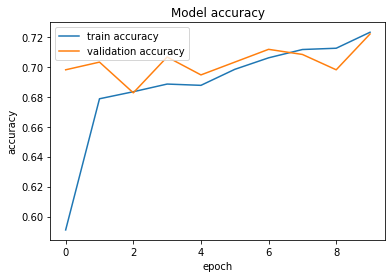 Model accuracy
train accuracy
validation accuracy
accuracy
0.72
0.70
0.68
0.66
0.64
0.62
0.60
0
2
4
6
8
epoch